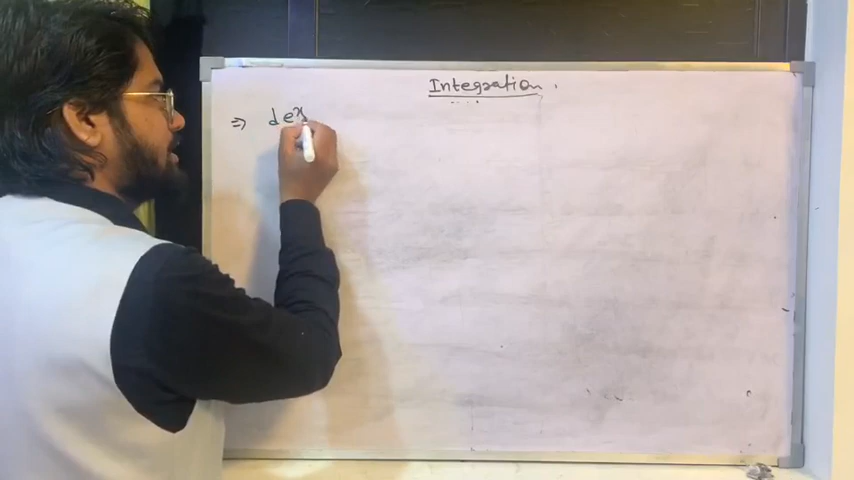 Integration.
⇒ deˣ